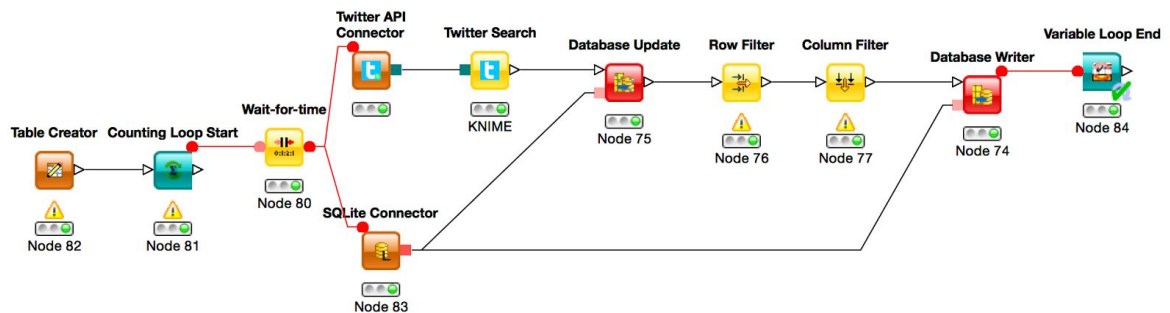 Twitter API
Connector
Twitter Search
Database Update
Row Filter
Column Filter
Database Writer
Variable Loop End
KNIME
Node 75
Node 76
Node 77
Node 74
Node 84
Table Creator
Counting Loop Start
Wait-for-time
Node 82
Node 81
Node 80
SQLite Connector
L
Node 83